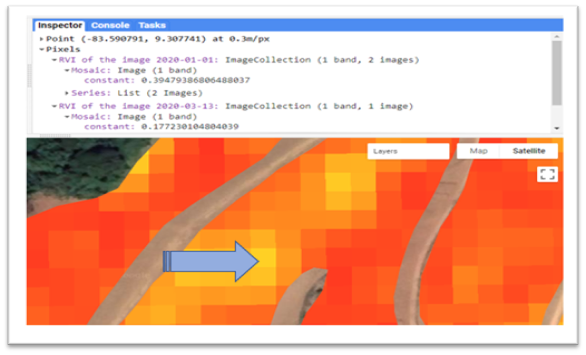 Inspector Console Tasks
Point (-83.590791, 9.307741) at 0.3m/px
Pixels
RVI of the image 2020-01-01: ImageCollection (1 band, 2 images)
Mosaic: Image (1 band)
constant: 0.39479386806488037
Series: List (2 Images)
RVI of the image 2020-03-13: ImageCollection (1 band, 1 image)
Mosaic: Image (1 band)
constant: 0.177230104804039
Layers Map Satellite